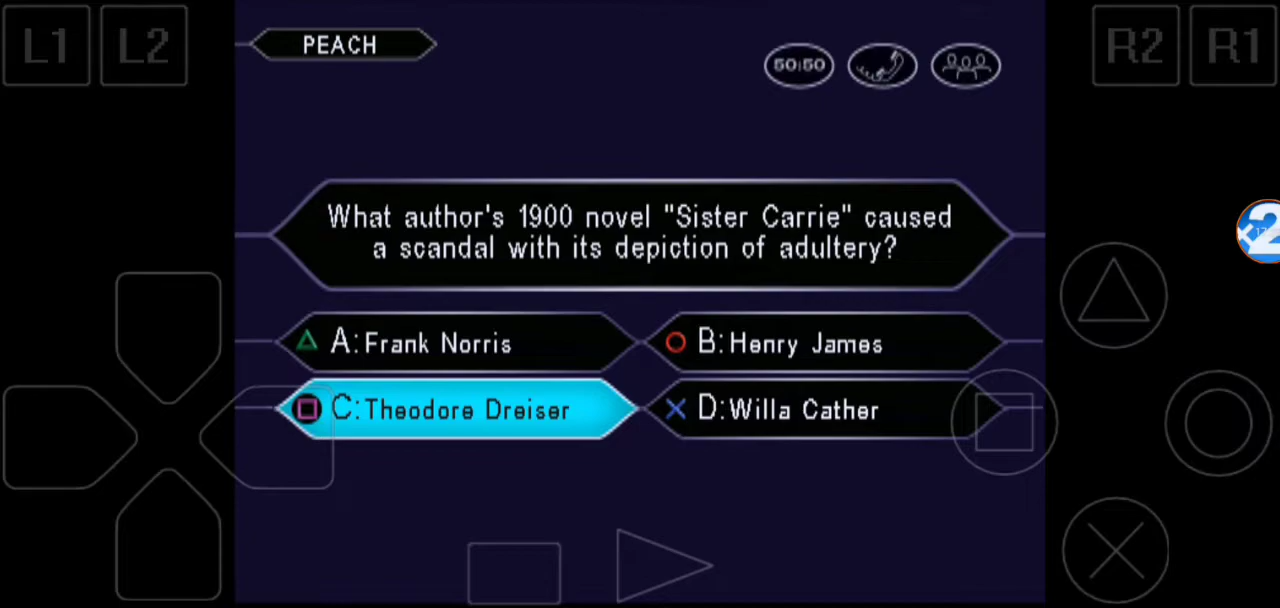 L1 L2 R2 R1
PEACH
50:50
What author's 1900 novel "Sister Carrie" caused
a scandal with its depiction of adultery?
A: Frank Norris
B: Henry James
C: Theodore Dreiser
D: Willa Cather